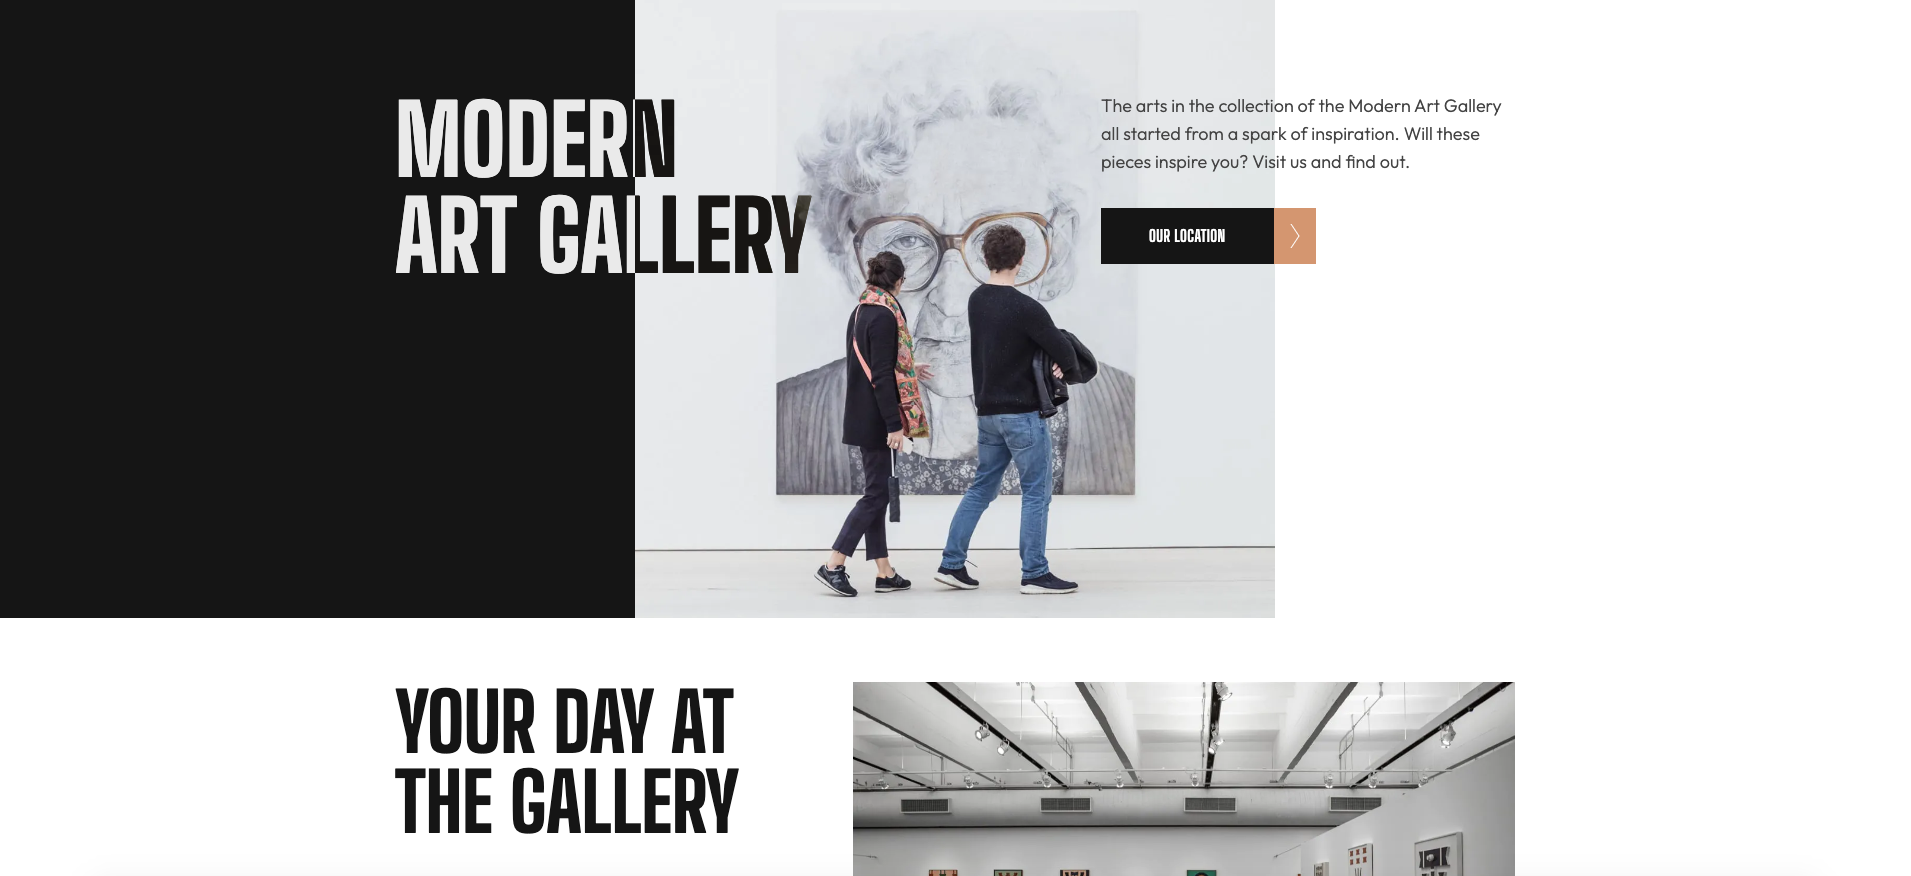 MODERN
ART GALLERY
The arts in the collection of the Modern Art Gallery
all started from a spark of inspiration. Will these
pieces inspire you? Visit us and find out.
OUR LOCATION
YOUR DAY AT
THE GALLERY